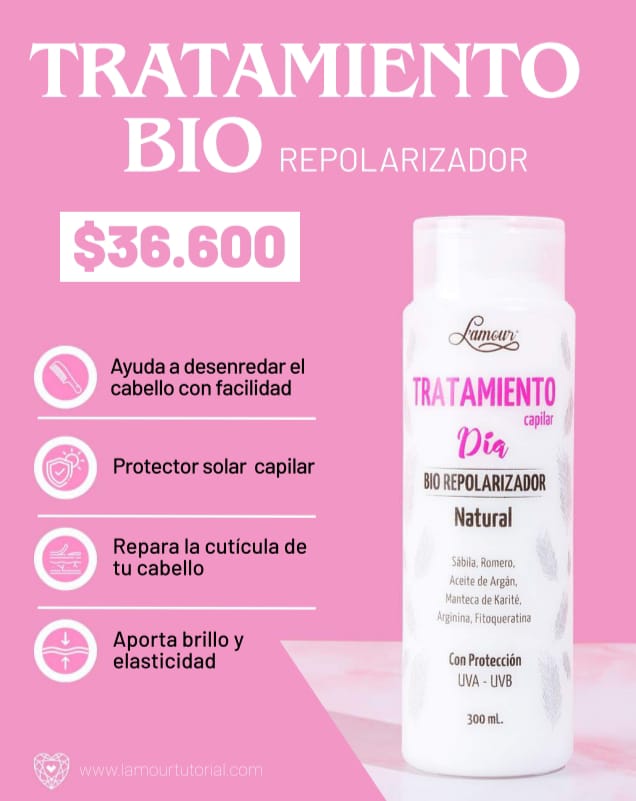 TRATAMIENTO
BIO REPOLARIZADOR
$36.600
Ayuda a desenredar el
cabello con facilidad
Protector solar capilar
Repara la cutícula de
tu cabello
Aporta brillo y
elasticidad
www.lamourtutorial.com
L'amour
TRATAMIENTO
capilar
Día
BIO REPOLARIZADOR
Natural
Sábila, Romero,
Aceite de Argán,
Manteca de Karité,
Arginina, Fitoqueratina
Con Protección
UVA - UVB
300 mL.